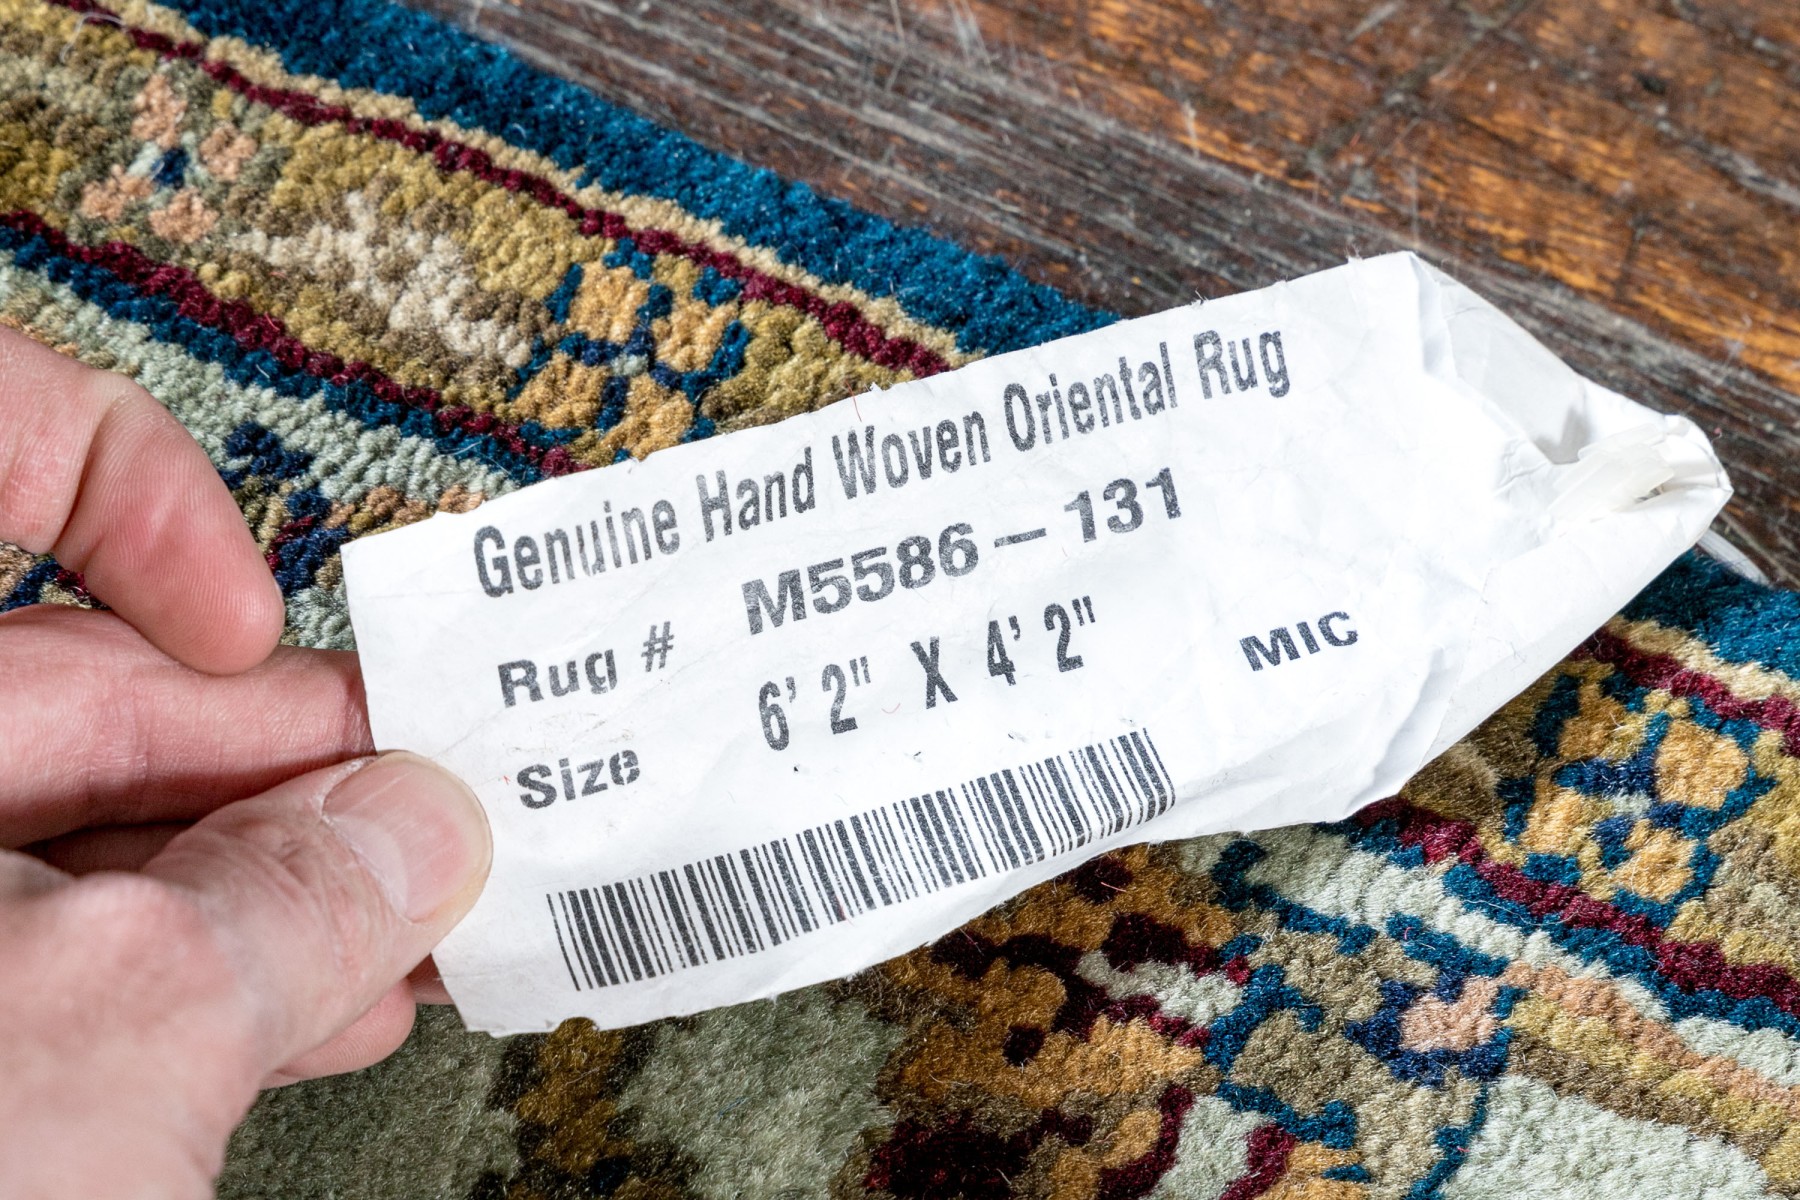 Genuine Hand Woven Oriental Rug
Rug # M5586 — 131
Size 6' 2" X 4' 2" MIC